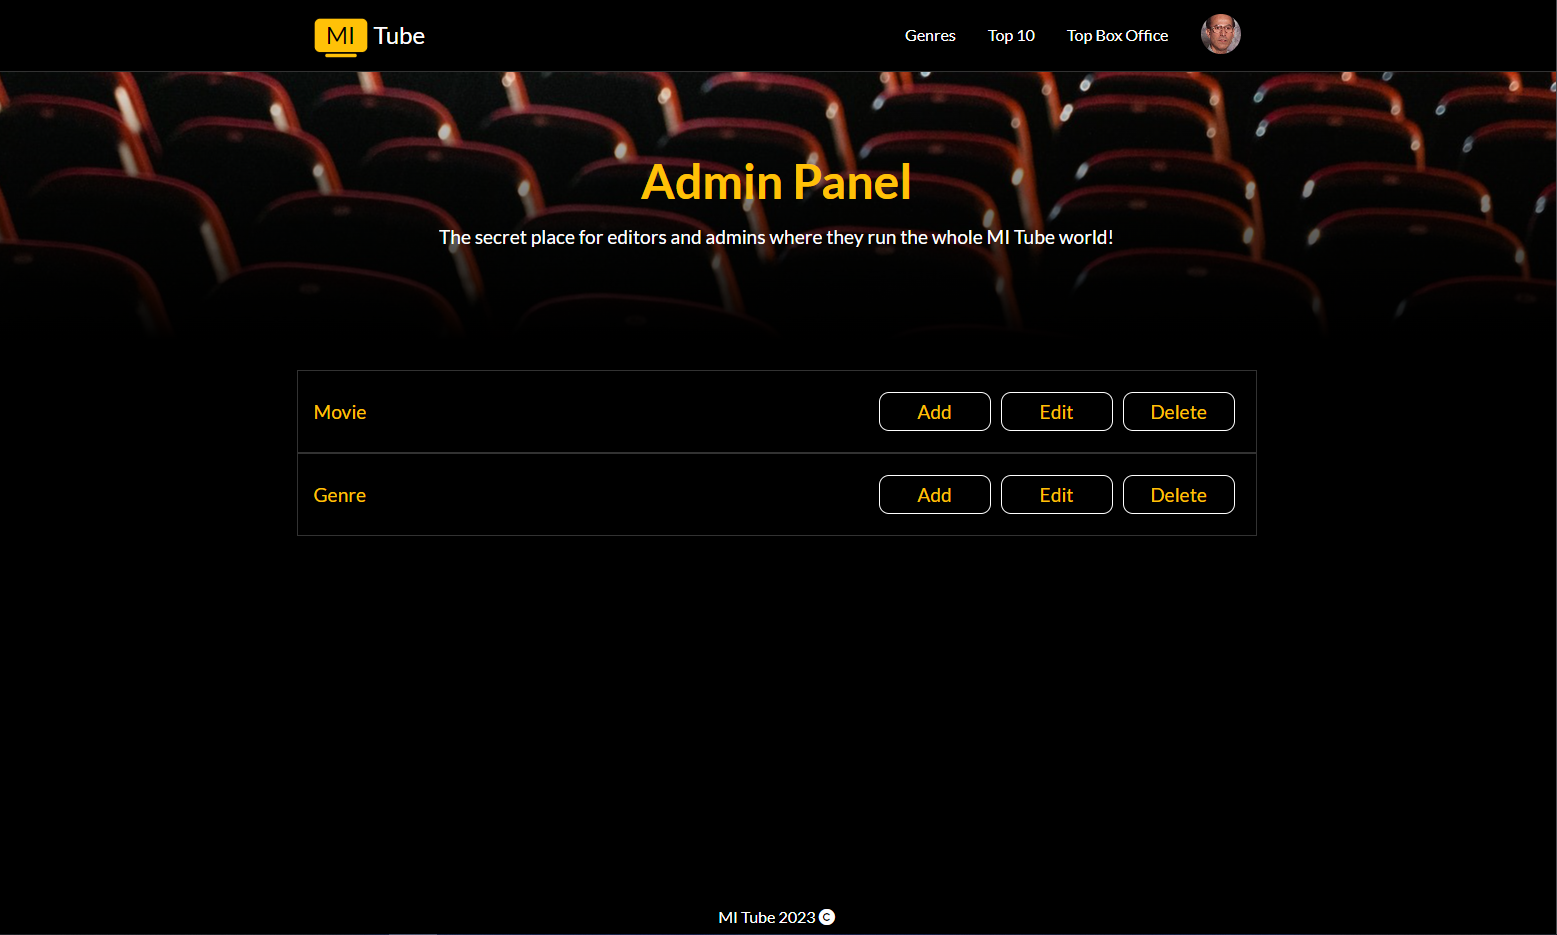 MI Tube
Genres
Top 10
Top Box Office
Admin Panel
The secret place for editors and admins where they run the whole MI Tube world!
Movie
Add
Edit
Delete
Genre
Add
Edit
Delete
MI Tube 2023 ©